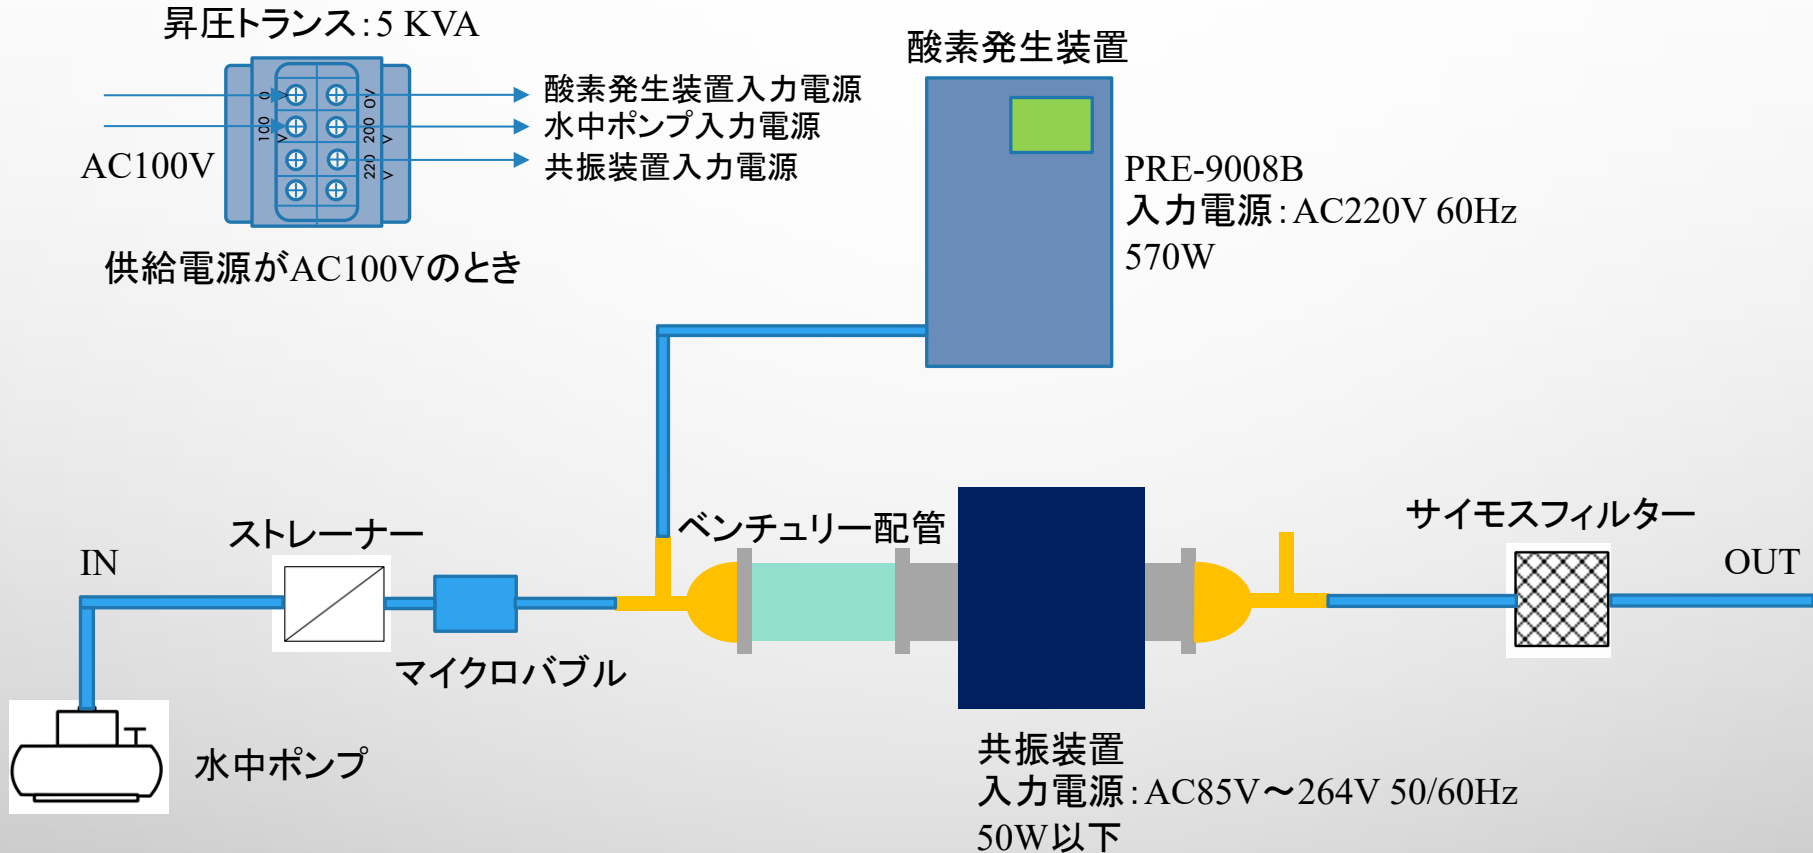 昇圧トランス:5 KVA
0
V
100
V
0V
200
V
220
V
AC100V
酸素発生装置入力電源
水中ポンプ入力電源
共振装置入力電源
供給電源がAC100Vのとき
酸素発生装置
PRE-9008B
入力電源:AC220V 60Hz
570W
IN
ストレーナー
マイクロバブル
ベンチュリー配管
サイモスフィルター
OUT
水中ポンプ
共振装置
入力電源:AC85V～264V 50/60Hz
50W以下